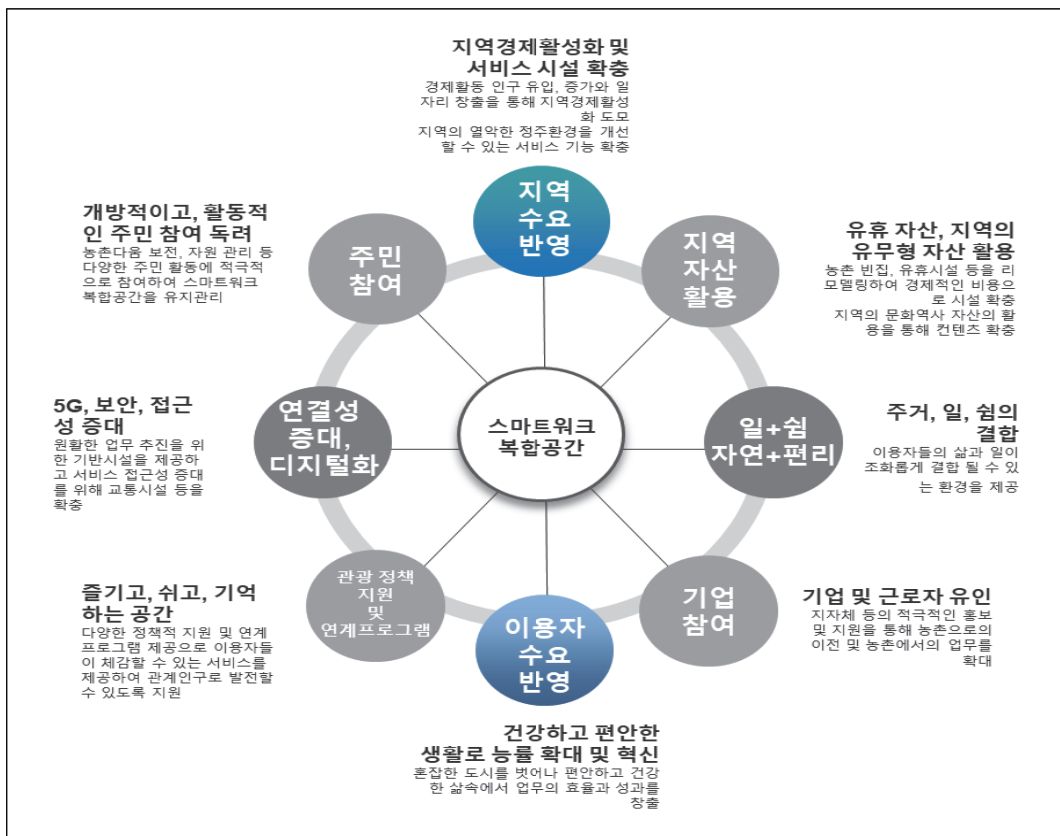 지역경제활성화 및
서비스 시설 확충
경제활동 인구 유입, 증가와 일
자리 창출을 통해 지역경제활성
화 도모
지역의 열악한 정주환경을 개선
할 수 있는 서비스 기능 확충
지역
수요
반영
개방적이고, 활동적
인 주민 참여 독려
농촌다움 보전, 자원 관리 등
다양한 주민 활동에 적극적
으로 참여하여 스마트워크
복합공간을 유지관리
주민
참여
지역
자산
활용
유휴 자산, 지역의
유무형 자산 활용
농촌 빈집, 유휴시설 등을 리
모델링하여 경제적인 비용으
로 시설 확충
지역의 문화역사 자산의 활
용을 통해 컨텐츠 확충
5G, 보안, 접근
성 증대
원활한 업무 추진을 위
한 기반시설을 제공하
고 서비스 접근성 증대
를 위해 교통시설 등을
확충
연결성
증대,
디지털화
스마트워크
복합공간
일+쉼
자연+편리
주거, 일, 쉼의
결합
이용자들의 삶과 일이
조화롭게 결합 될 수 있
는 환경을 제공
즐기고, 쉬고, 기억
하는 공간
다양한 정책적 지원 및 연계
프로그램 제공으로 이용자들
이 체감할 수 있는 서비스를
제공하여 관계인구로 발전할
수 있도록 지원
관광 정책
지원
및
연계프로그램
이용자
수요
반영
기업
참여
기업 및 근로자 유인
지자체 등의 적극적인 홍보
및 지원을 통해 농촌으로의
이전 및 농촌에서의 업무를
확대
건강하고 편안한
생활로 능률 확대 및 혁신
혼잡한 도시를 벗어나 편안하고 건강
한 삶속에서 업무의 효율과 성과를
창출